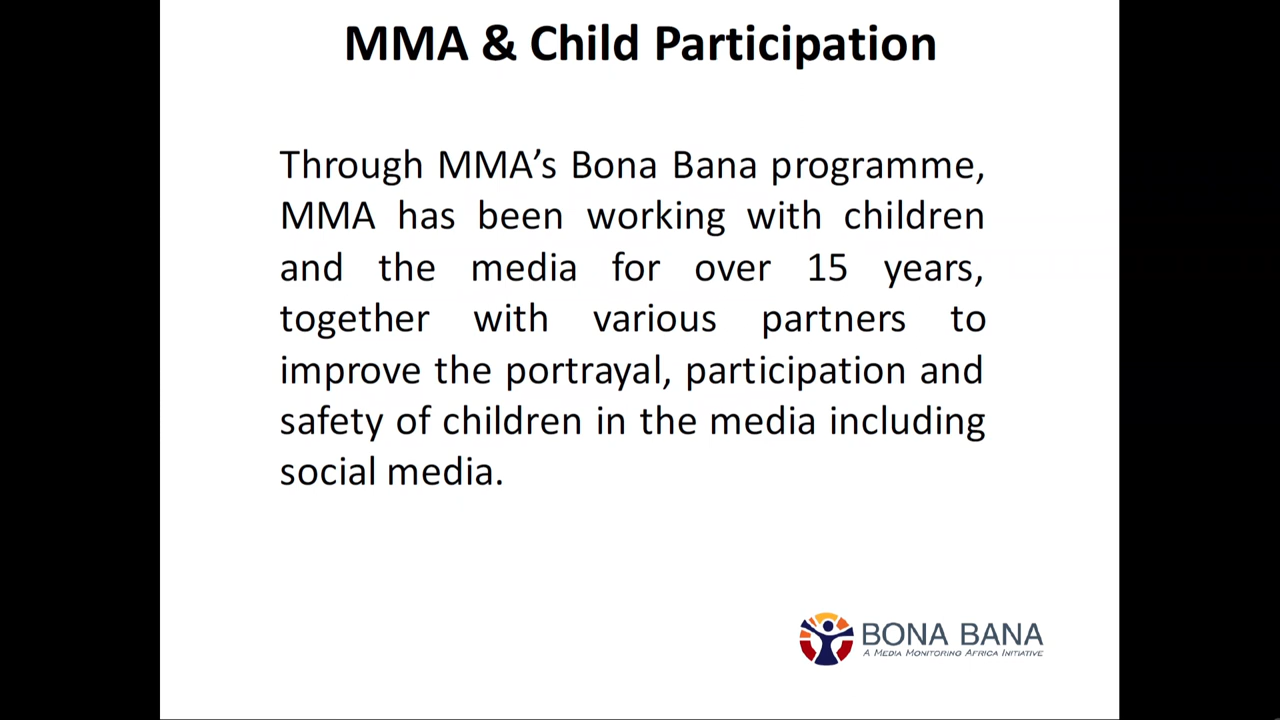 MMA & Child Participation
Through MMA’s Bona Bana programme,
MMA has been working with children
and the media for over 15 years,
together with various partners to
improve the portrayal, participation and
safety of children in the media including
social media.
BONA BANA
A MEDIA MONITORING AFRICA INITIATIVE